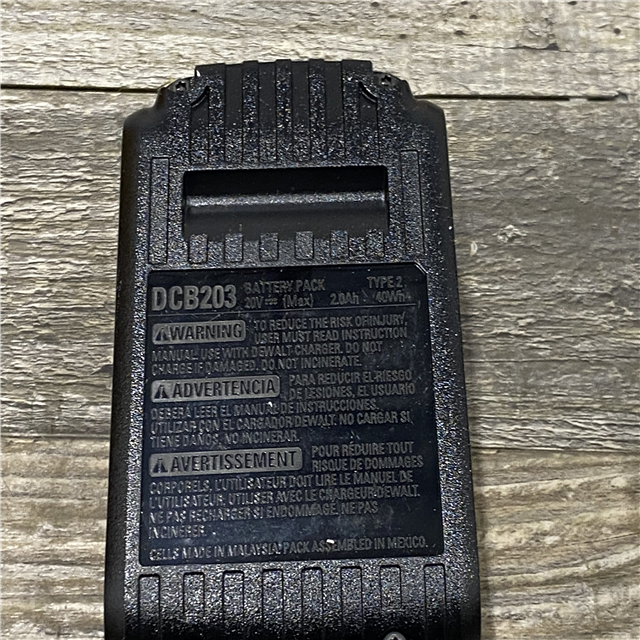 DCB203 BATTERY PACK TYPE 2
20V (Max) 2.0Ah 40Wh
WARNING TO REDUCE THE RISK OF INJURY,
USER MUST READ INSTRUCTION
MANUAL. USE WITH DEWALT CHARGER. DO NOT
CHARGE IF DAMAGED. DO NOT INCINERATE.
ADVERTENCIA PARA REDUCIR EL RIESGO
DE LESIONES, EL USUARIO
DEBERÁ LEER EL MANUAL DE INSTRUCCIONES.
UTILIZAR CON EL CARGADOR DEWALT. NO CARGAR SI
TIENE DAÑOS. NO INCINERAR.
AVERTISSEMENT POUR RÉDUIRE TOUT
RISQUE DE DOMMAGES
CORPORELS, L'UTILISATEUR DOIT LIRE LE MANUEL DE
L'UTILISATEUR. UTILISER AVEC LE CHARGEUR DEWALT.
NE PAS RECHARGER SI ENDOMMAGÉ. NE PAS
INCINÉRER.
CELLS MADE IN MALAYSIA. PACK ASSEMBLED IN MEXICO.